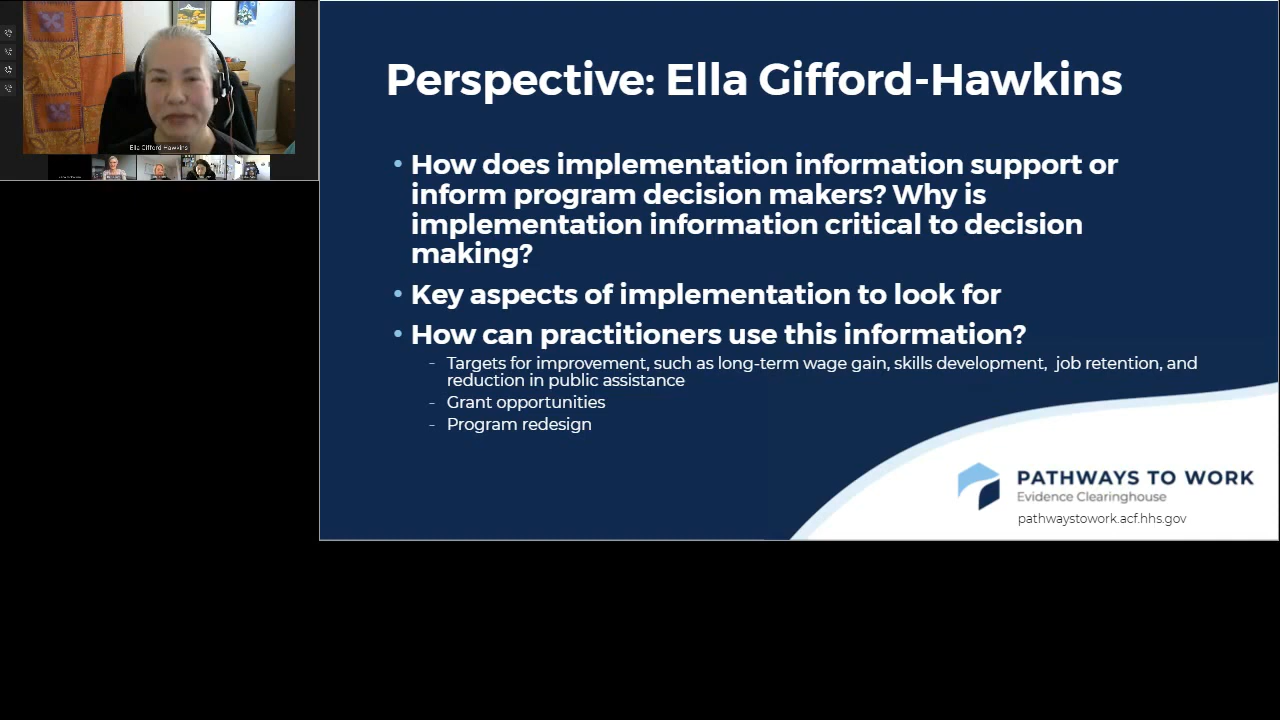 Ella Gifford Hawkins
Perspective: Ella Gifford-Hawkins
• How does implementation information support or
inform program decision makers? Why is
implementation information critical to decision
making?
• Key aspects of implementation to look for
• How can practitioners use this information?
- Targets for improvement, such as long-term wage gain, skills development, job retention, and
reduction in public assistance
- Grant opportunities
- Program redesign
PATHWAYS TO WORK
Evidence Clearinghouse
pathwaystowork.acf.hhs.gov